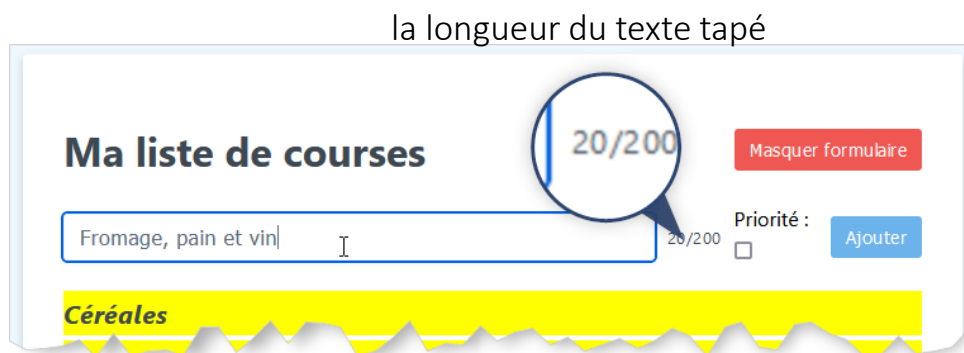 la longueur du texte tapé
20/200
Ma liste de courses
Masquer formulaire
Fromage, pain et vin
20/200
Priorité :
Ajouter
Céréales